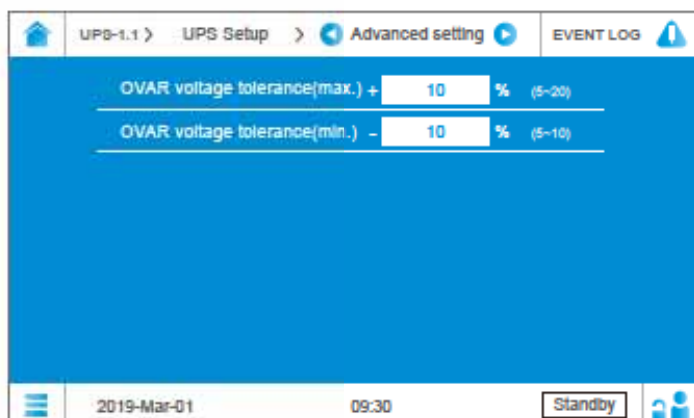 UPS-1.1 > UPS Setup > Advanced setting EVENT LOG
OVAR voltage tolerance(max.) + 10 % (5~20)
OVAR voltage tolerance(min.) - 10 % (5~10)
2019-Mar-01 09:30 Standby